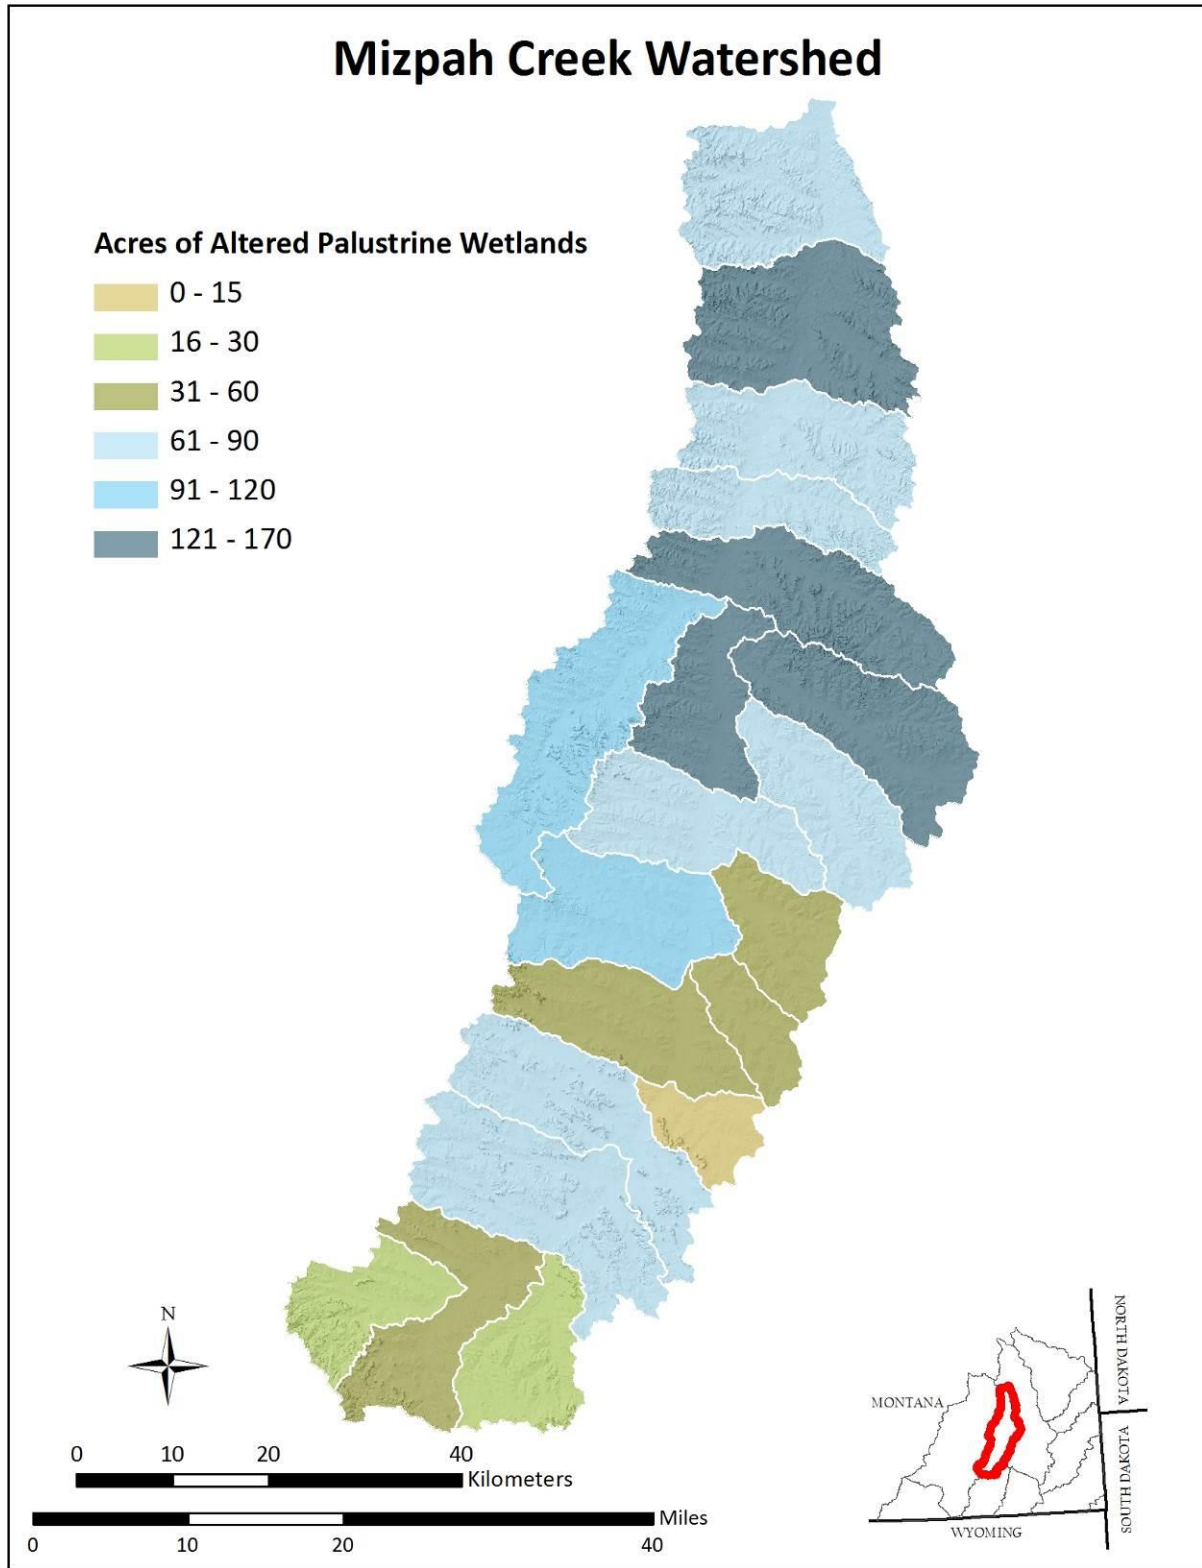 Mizpah Creek Watershed
Acres of Altered Palustrine Wetlands
0 - 15
16 - 30
31 - 60
61 - 90
91 - 120
121 - 170
N
0 10 20 40
Kilometers
Miles
0 10 20 40
MONTANA
NORTH DAKOTA
SOUTH DAKOTA
WYOMING